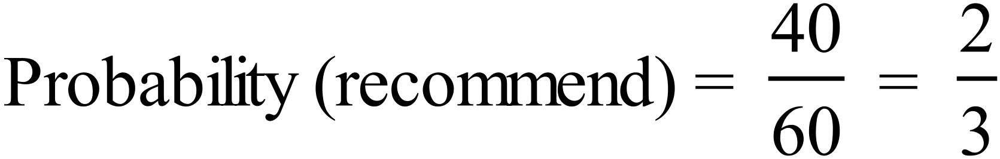 Probability (recommend) = 40/60 = 2/3